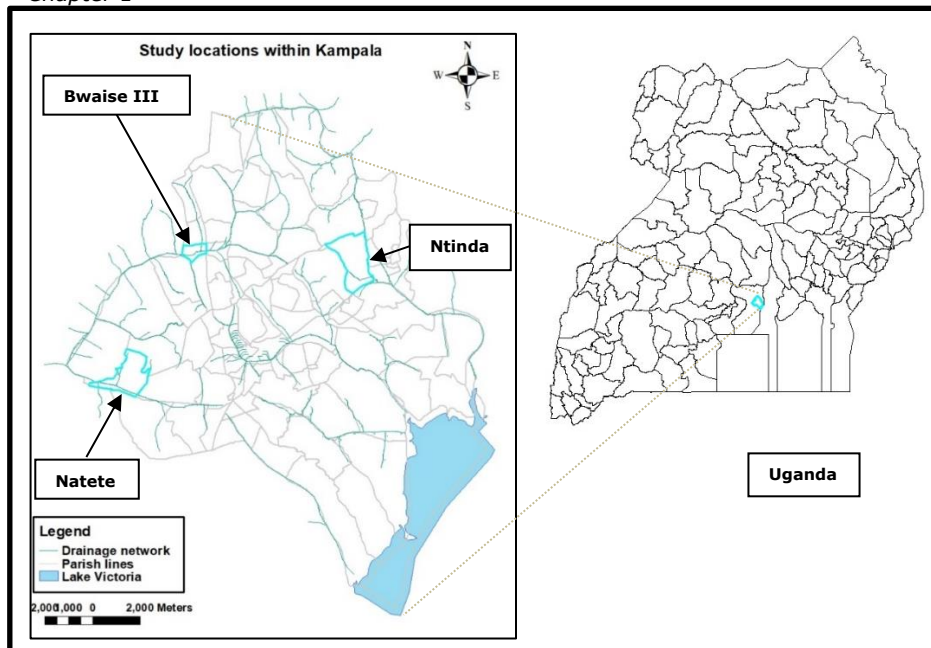 Chapter 1
Study locations within Kampala
N
W E
S
Bwaise III
Ntinda
Natete
Uganda
Legend
Drainage network
Parish lines
Lake Victoria
2,000 1,000 0 2,000 Meters